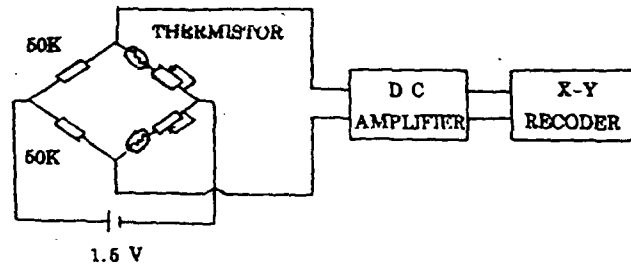 THERMISTOR
50K
D C
AMPLIFIER
X-Y
RECODER
50K
1.5 V